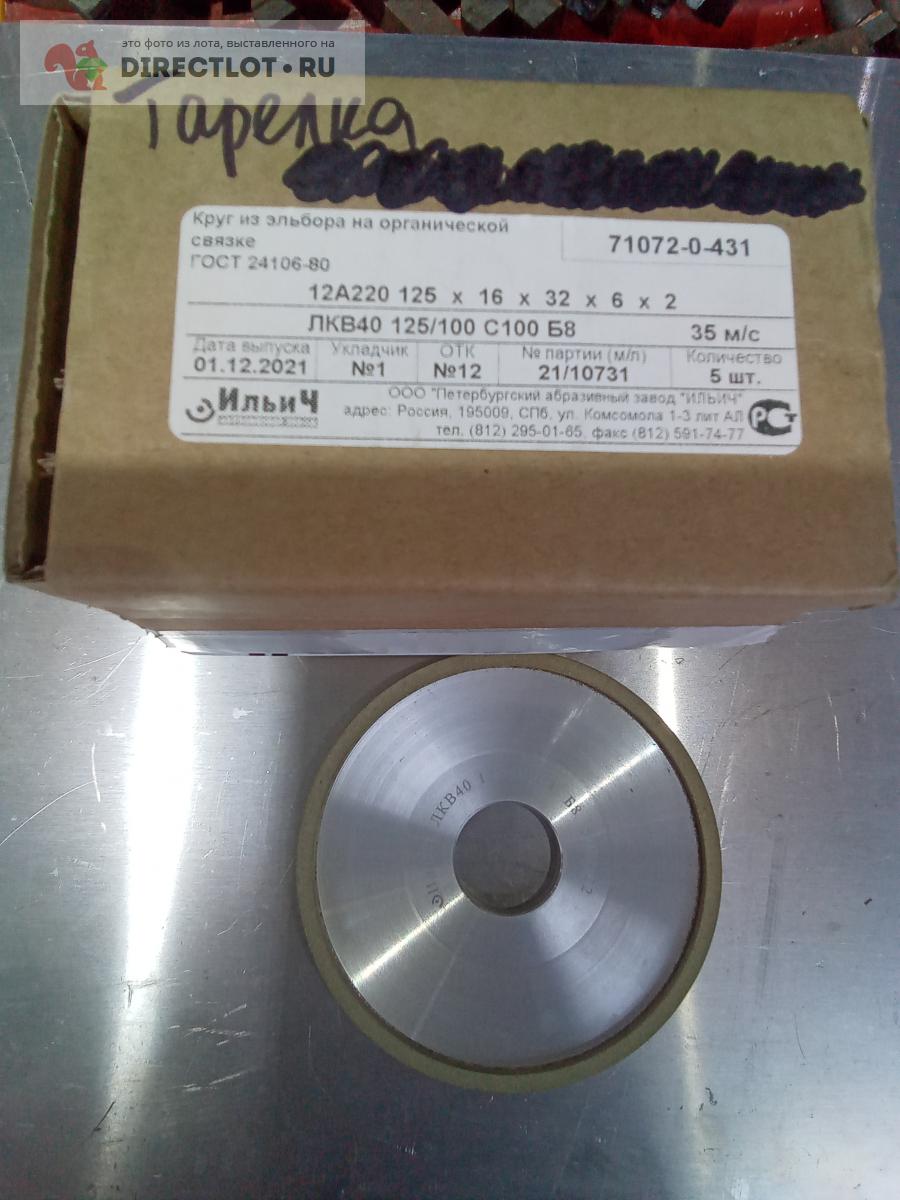 это фото из лота, выставленного на
DIRECTLOT.RU
Тарелка
Круг из эльбора на органической
связке
71072-0-431
ГОСТ 24106-80
12А220 125 х 16 х 32 х 6 х 2
ЛКВ40 125/100 С100 Б8 35 м/с
Дата выпуска Укладчик ОТК № партии (м/л) Количество
01.12.2021 №1 №12 21/10731 5 шт.
ИльиЧ
ООО "Петербургский абразивный завод "ИЛЬИЧ"
адрес: Россия, 195009, СПб, ул. Комсомола 1-3 лит АЛ
тел. (812) 295-01-65, факс (812) 591-74-77
РСТ
ЛКВ40 1
Б8
2